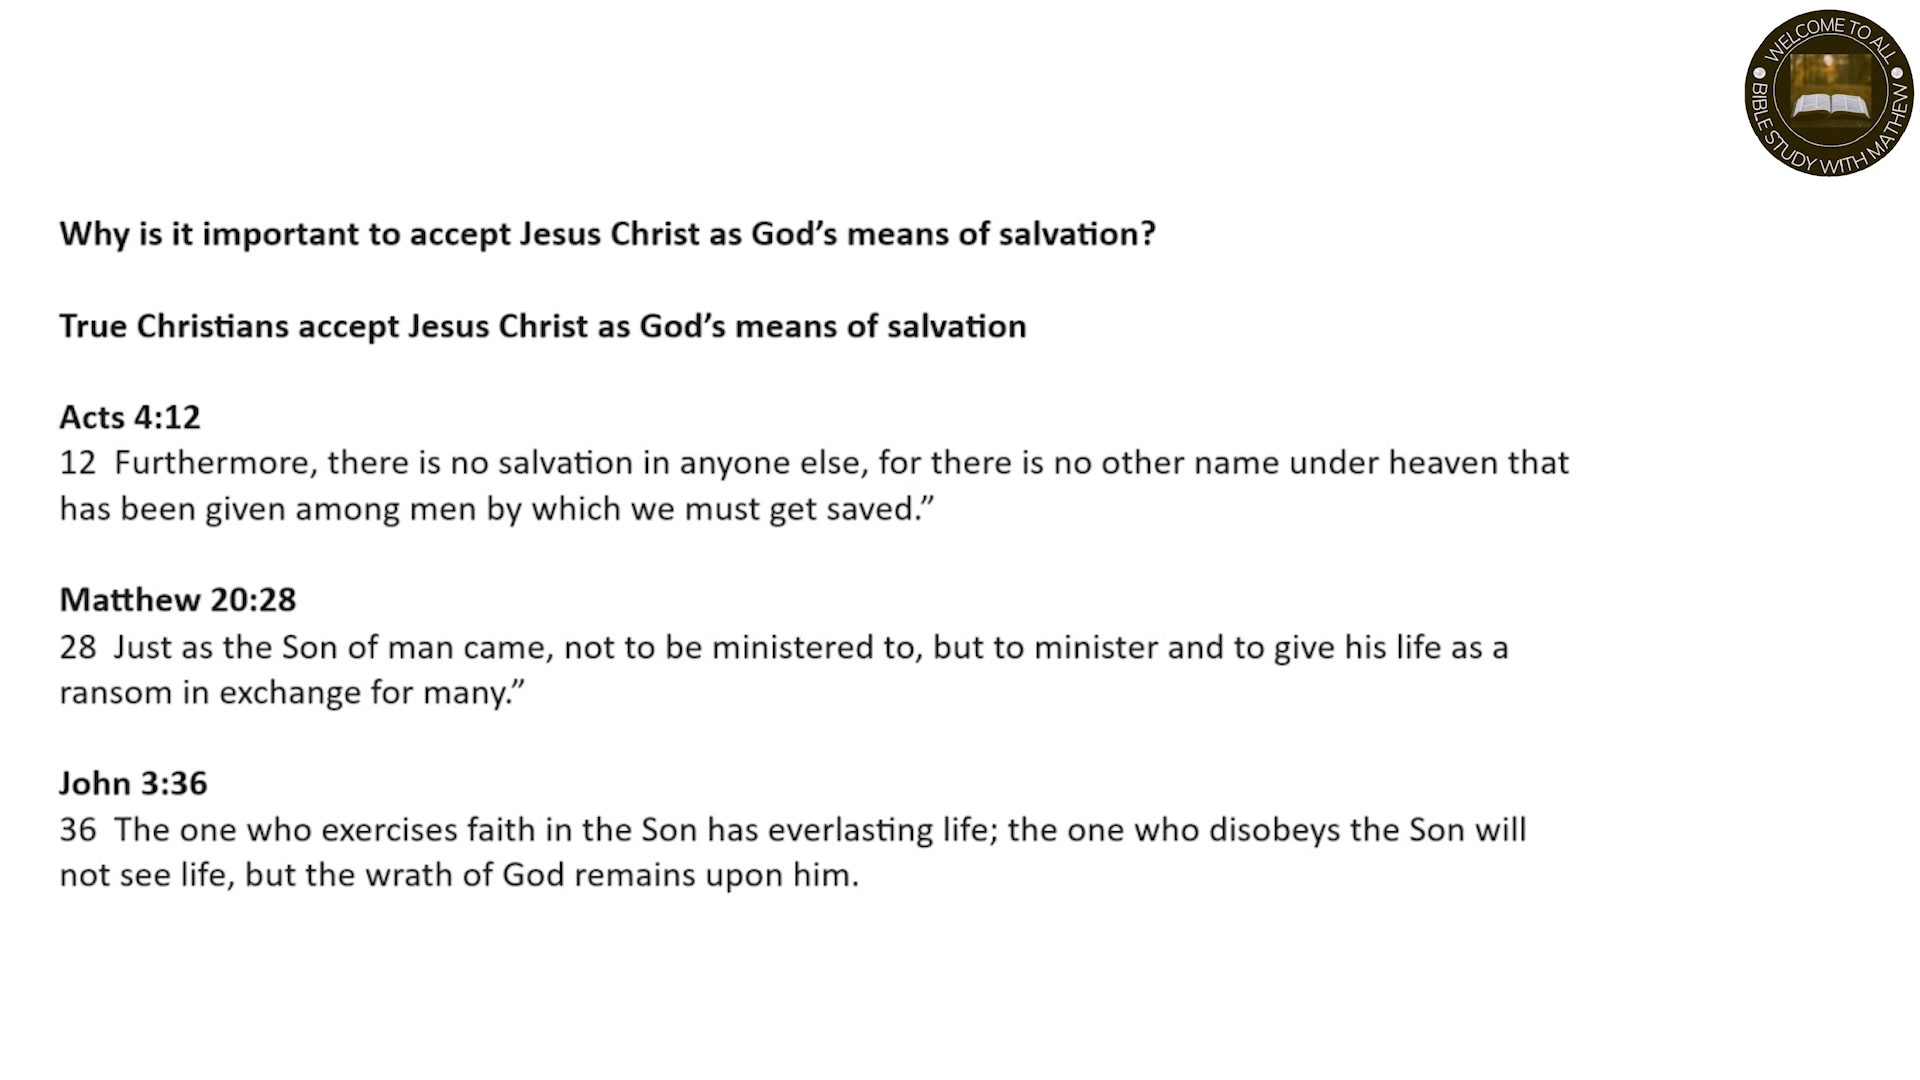 WELCOME TO ALL
BIBLE STUDY WITH MATHEW
Why is it important to accept Jesus Christ as God’s means of salvation?
True Christians accept Jesus Christ as God’s means of salvation
Acts 4:12
12  Furthermore, there is no salvation in anyone else, for there is no other name under heaven that
has been given among men by which we must get saved.”
Matthew 20:28
28  Just as the Son of man came, not to be ministered to, but to minister and to give his life as a
ransom in exchange for many.”
John 3:36
36  The one who exercises faith in the Son has everlasting life; the one who disobeys the Son will
not see life, but the wrath of God remains upon him.